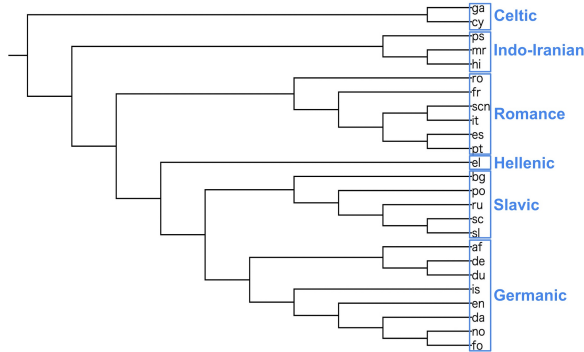 ga
cy
Celtic
ps
mr
hi
Indo-Iranian
ro
fr
scn
it
es
pt
Romance
el
Hellenic
bg
po
ru
sc
sl
Slavic
af
de
du
is
en
da
no
fo
Germanic